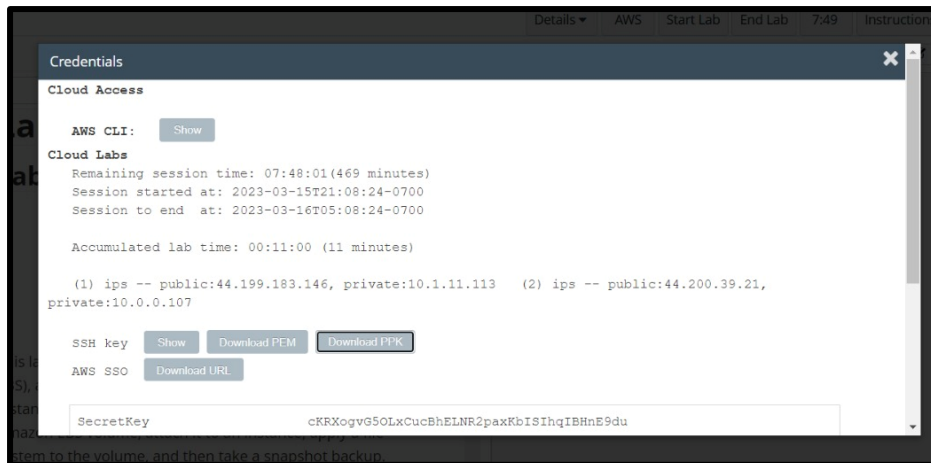 Details AWS Start Lab End Lab 7:49 Instruction
Credentials
Cloud Access
AWS CLI: Show
Cloud Labs
Remaining session time: 07:48:01(469 minutes)
Session started at: 2023-03-15T21:08:24-0700
Session to end at: 2023-03-16T05:08:24-0700
Accumulated lab time: 00:11:00 (11 minutes)
(1) ips -- public:44.199.183.146, private:10.1.11.113 (2) ips -- public:44.200.39.21,
private:10.0.0.107
SSH key Show Download PEM Download PPK
AWS SSO Download URL
SecretKey cKRXogvG5OLxCucBhELNR2paxKbISIhqIBHnE9du
stem to the volume, and then take a snapshot backup.